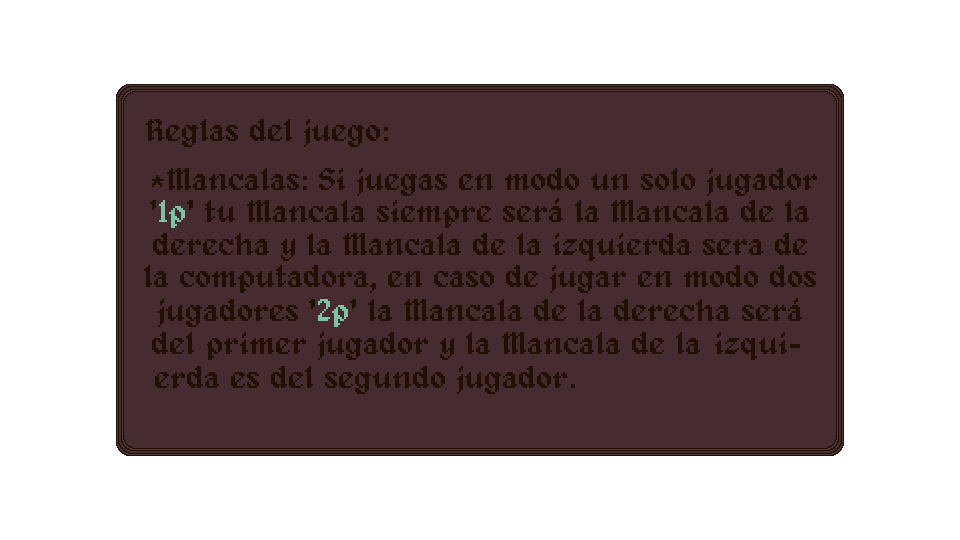 Reglas del juego:
*Mancalas: Si juegas en modo un solo jugador
'1p' tu Mancala siempre será la Mancala de la
derecha y la Mancala de la izquierda sera de
la computadora, en caso de jugar en modo dos
jugadores '2p' la Mancala de la derecha será
del primer jugador y la Mancala de la izqui-
erda es del segundo jugador.